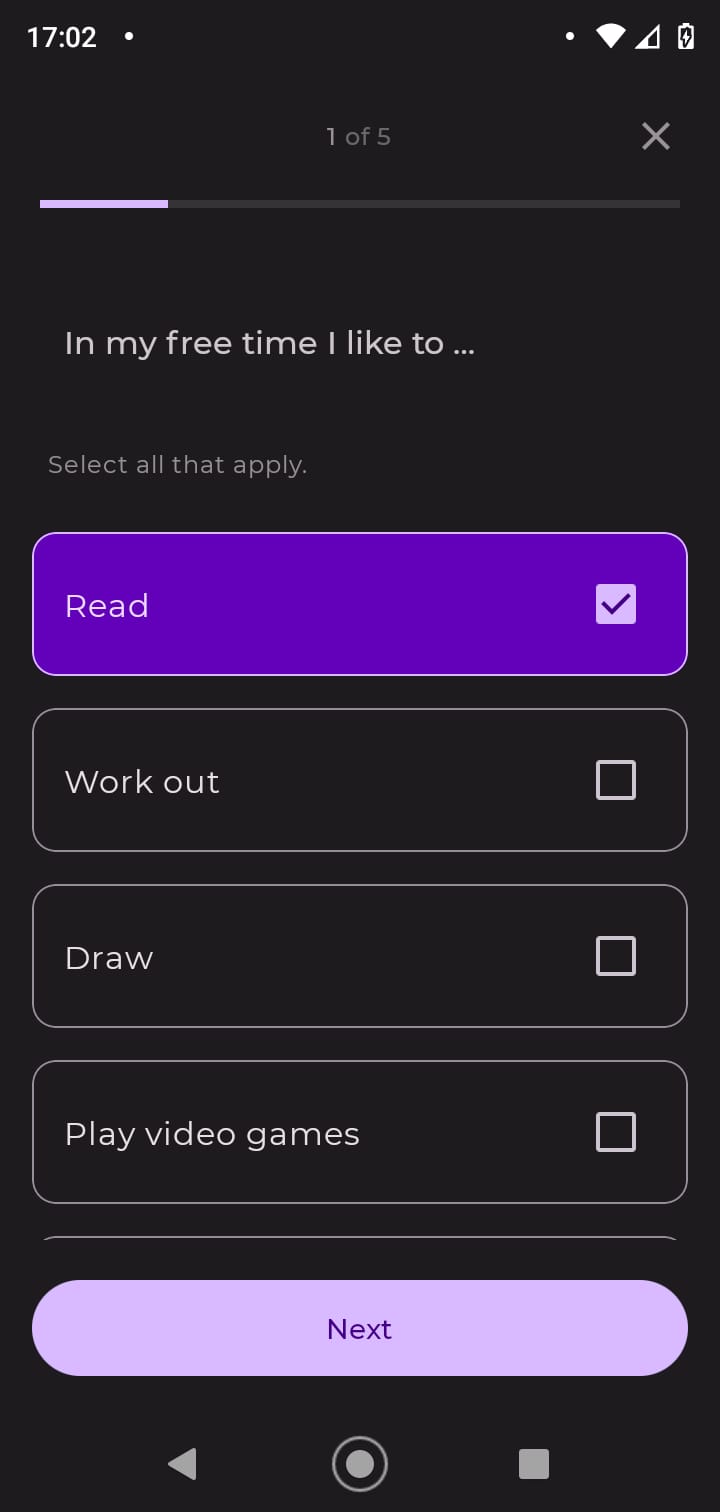 17:02
1 of 5
In my free time I like to ...
Select all that apply.
Read
Work out
Draw
Play video games
Next